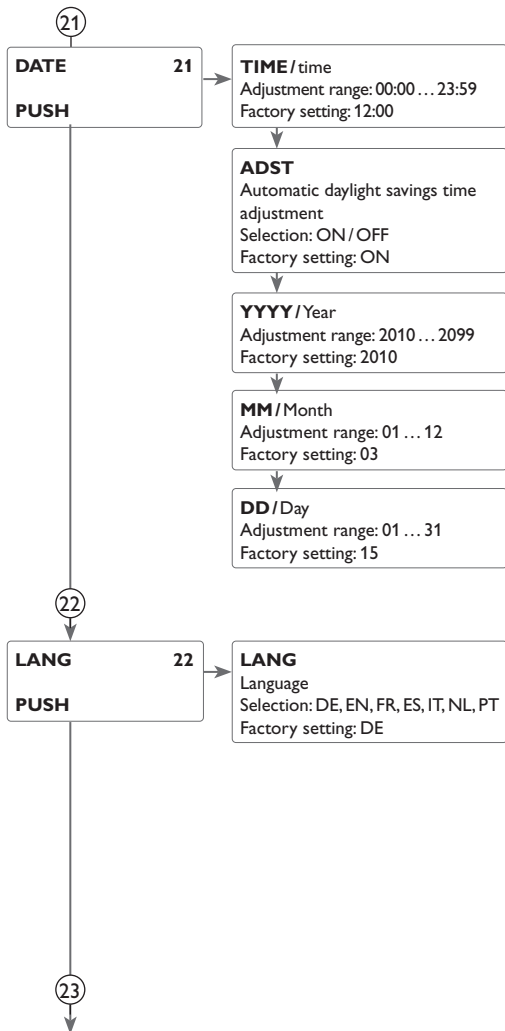 21
DATE 21
PUSH
TIME / time
Adjustment range: 00:00 … 23:59
Factory setting: 12:00
ADST
Automatic daylight savings time
adjustment
Selection: ON / OFF
Factory setting: ON
YYYY / Year
Adjustment range: 2010 … 2099
Factory setting: 2010
MM / Month
Adjustment range: 01 … 12
Factory setting: 03
DD / Day
Adjustment range: 01 … 31
Factory setting: 15
22
LANG 22
PUSH
LANG
Language
Selection: DE, EN, FR, ES, IT, NL, PT
Factory setting: DE
23